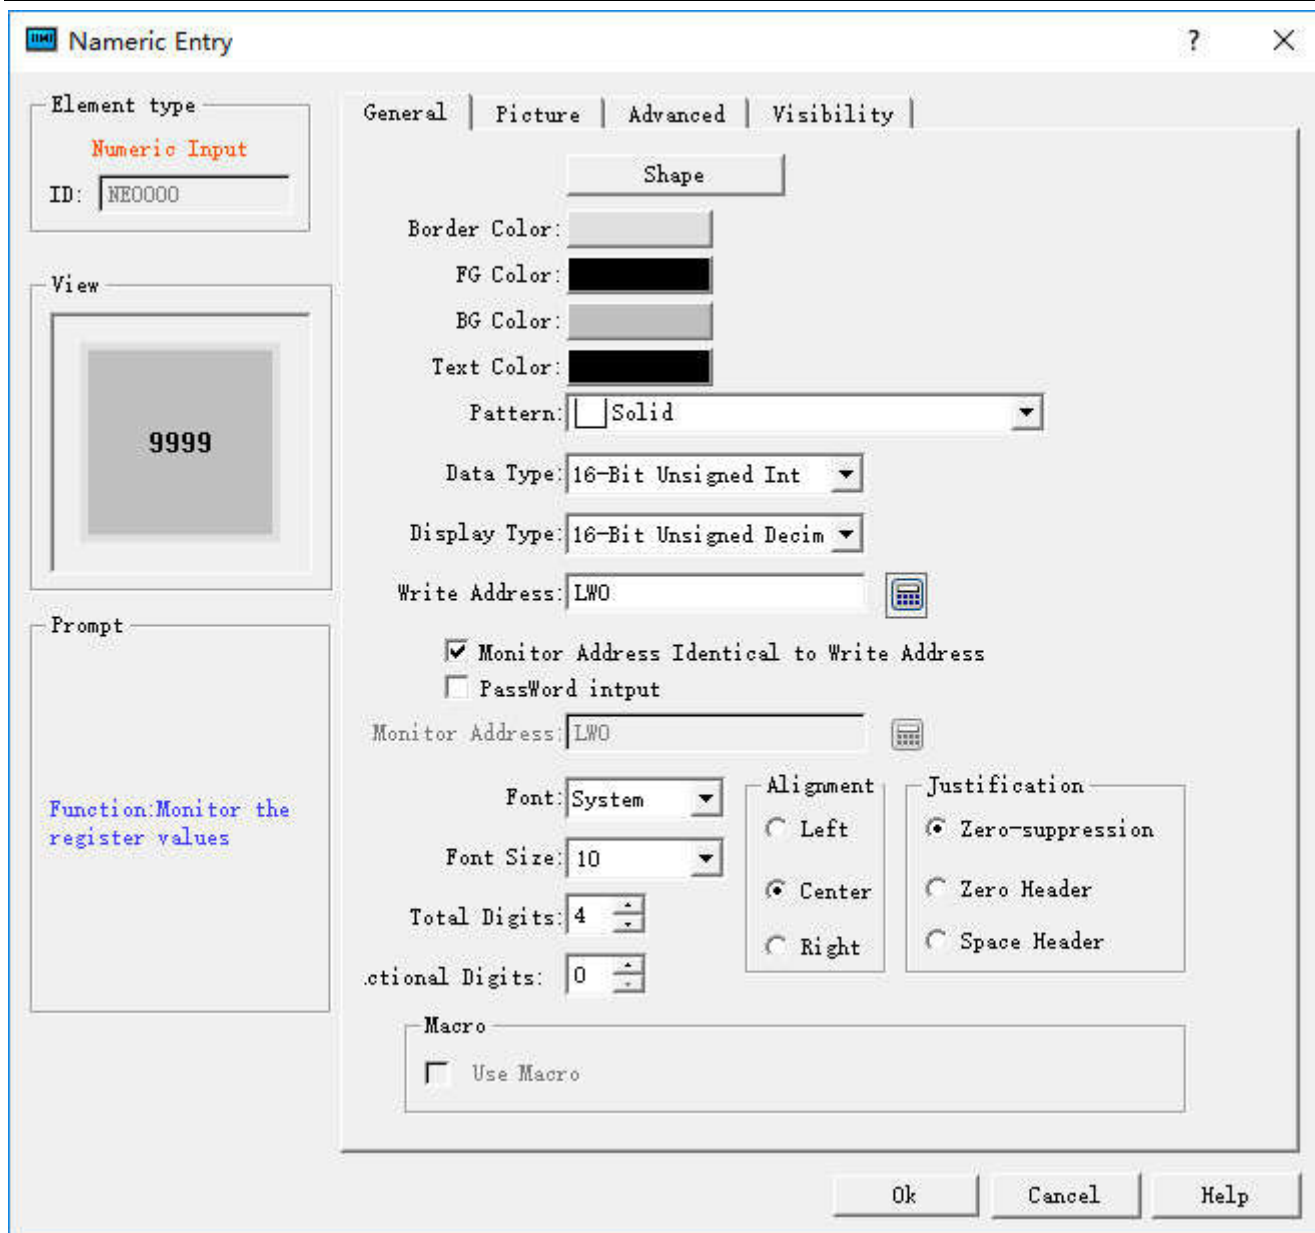 Nameric Entry
?
Element type
Numeric Input
ID: NE0000
View
9999
Prompt
Function:Monitor the
register values
General Picture Advanced Visibility
Shape
Border Color:
FG Color:
BG Color:
Text Color:
Pattern: Solid
Data Type: 16-Bit Unsigned Int
Display Type: 16-Bit Unsigned Decim
Write Address: LW0
Monitor Address Identical to Write Address
PassWord intput
Monitor Address: LW0
Font: System
Font Size: 10
Total Digits: 4
ctional Digits: 0
Alignment
Left
Center
Right
Justification
Zero-suppression
Zero Header
Space Header
Macro
Use Macro
Ok Cancel Help